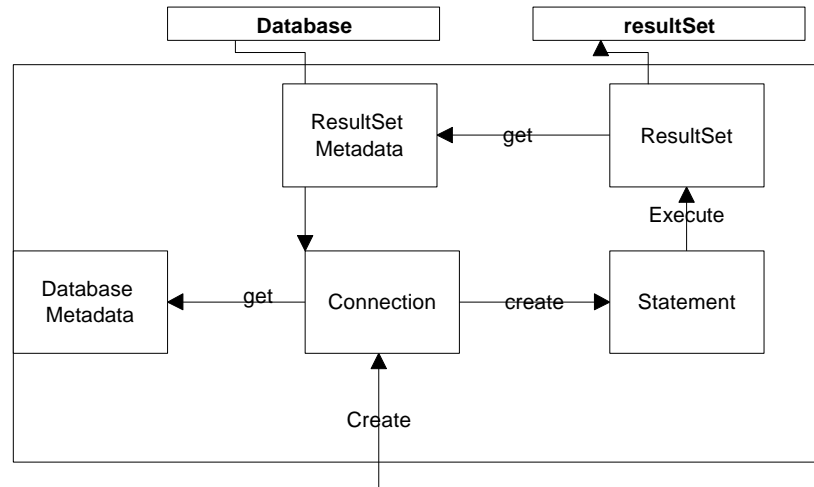 Database
resultSet
ResultSet
Metadata
get
ResultSet
Execute
Database
Metadata
get
Connection
create
Statement
Create